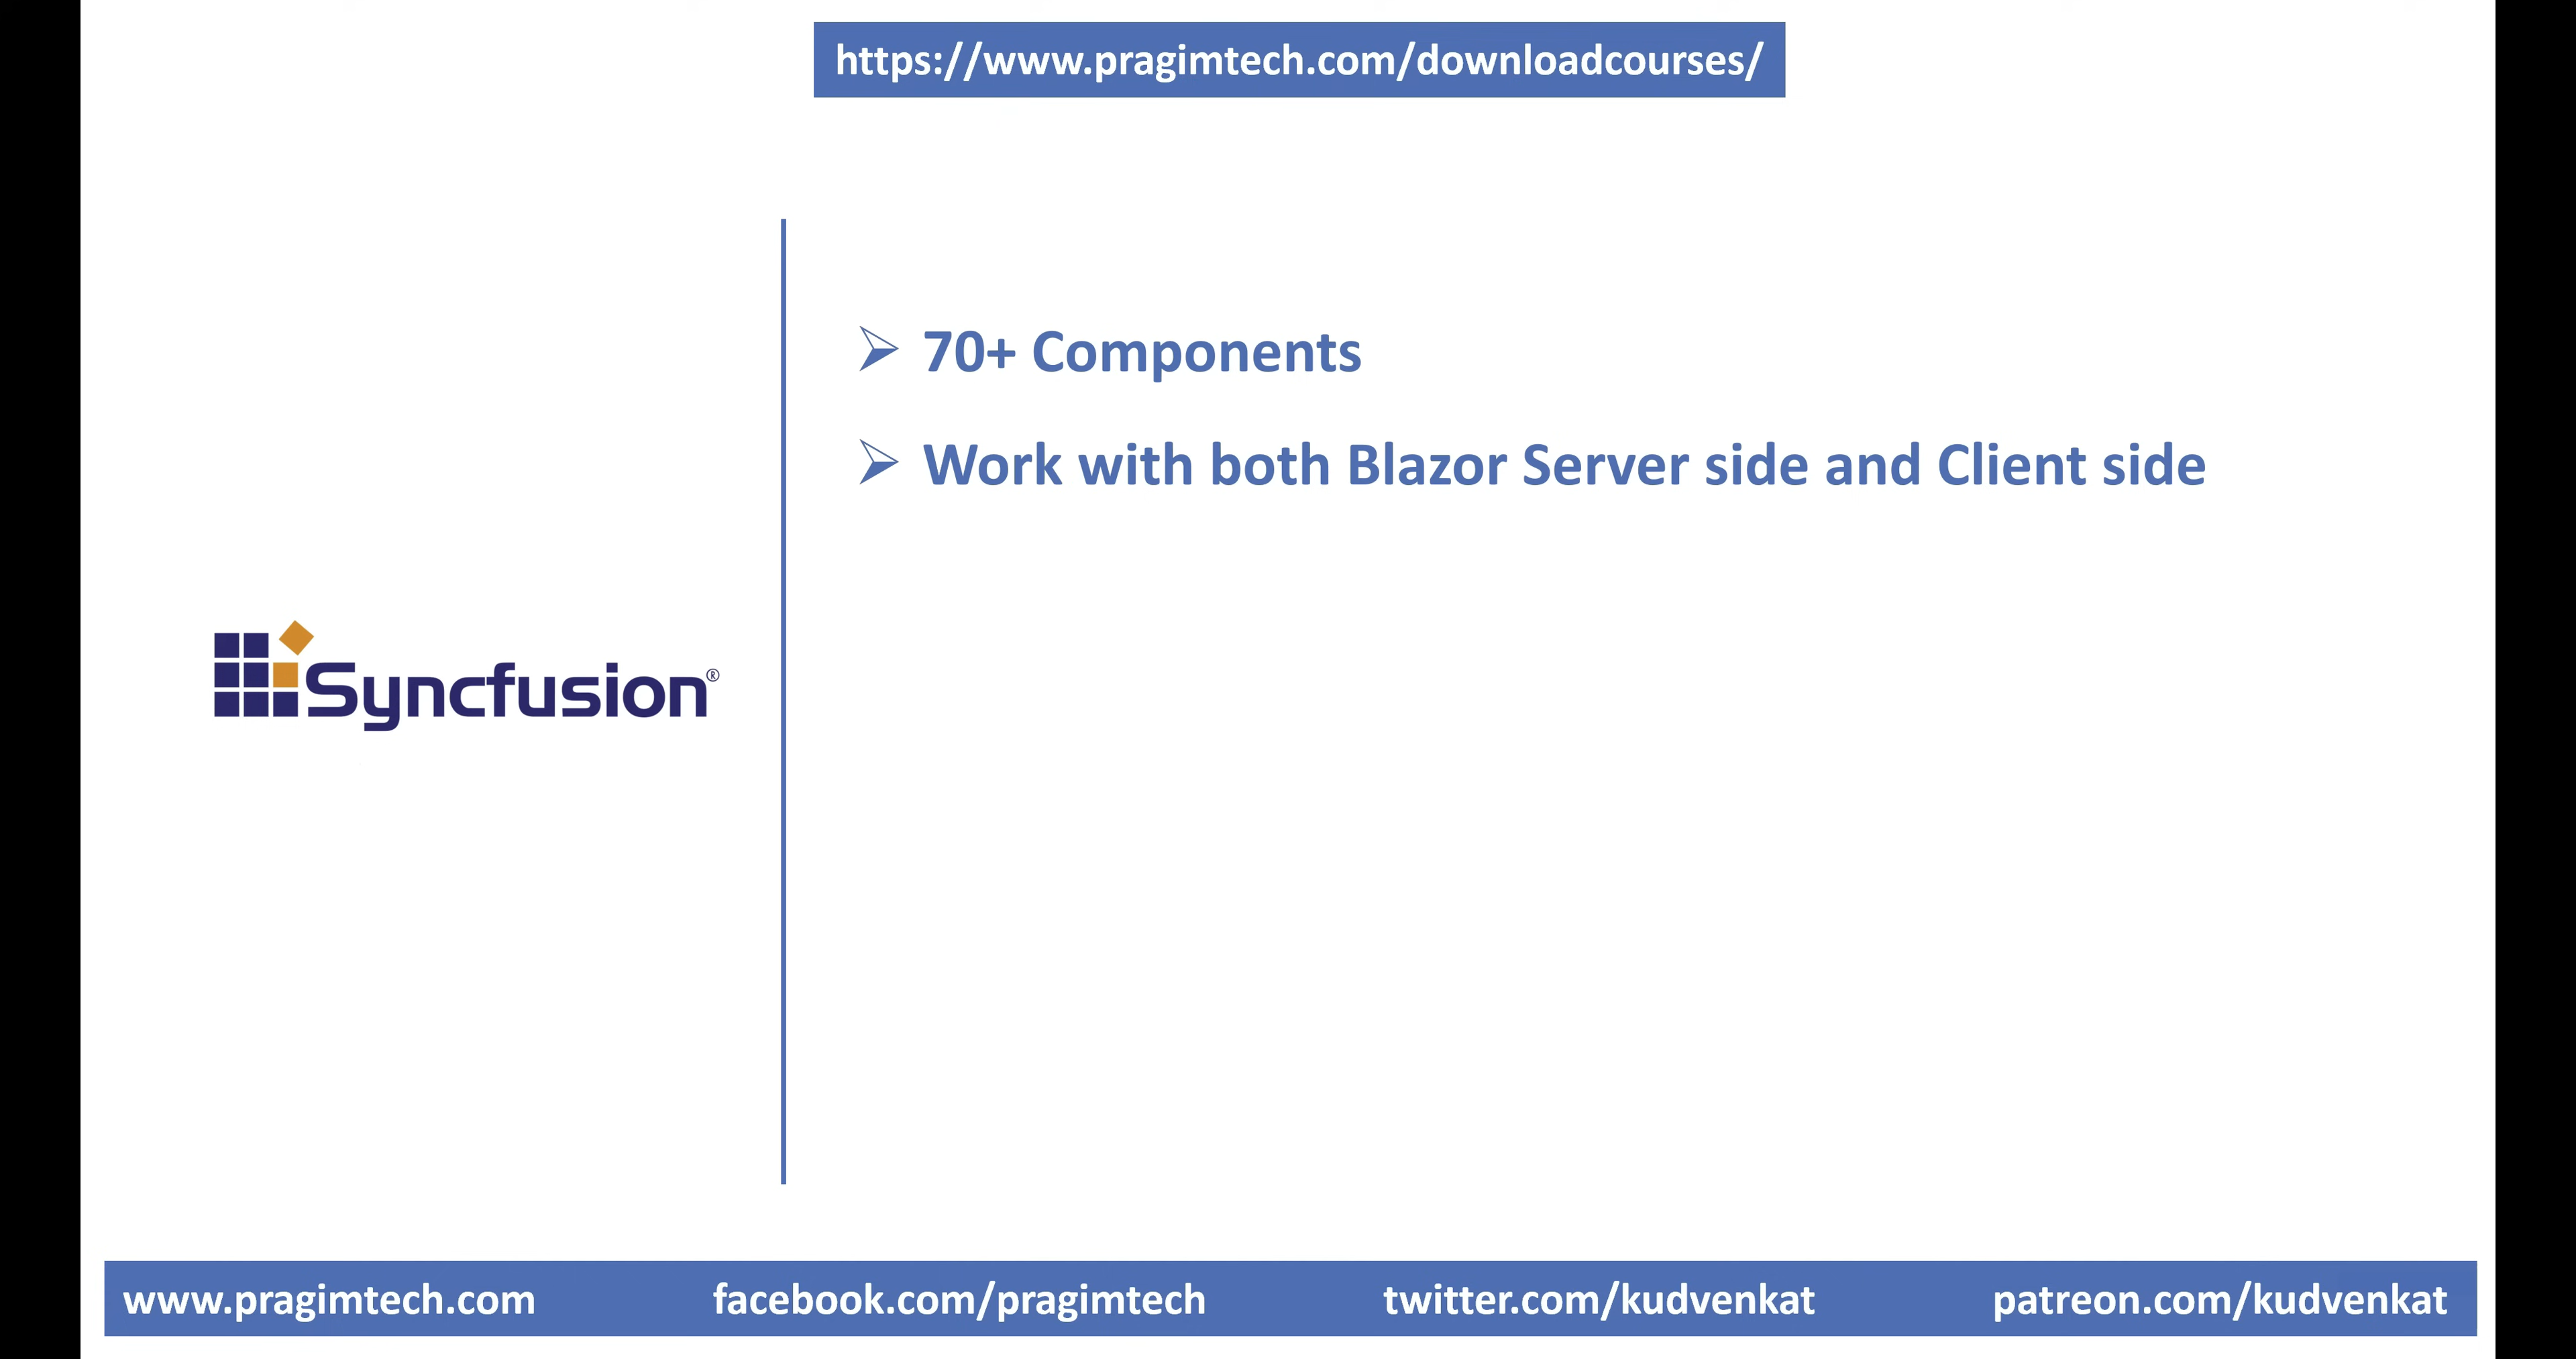 https://www.pragimtech.com/downloadcourses/
70+ Components
Work with both Blazor Server side and Client side
Syncfusion®
www.pragimtech.com facebook.com/pragimtech twitter.com/kudvenkat patreon.com/kudvenkat